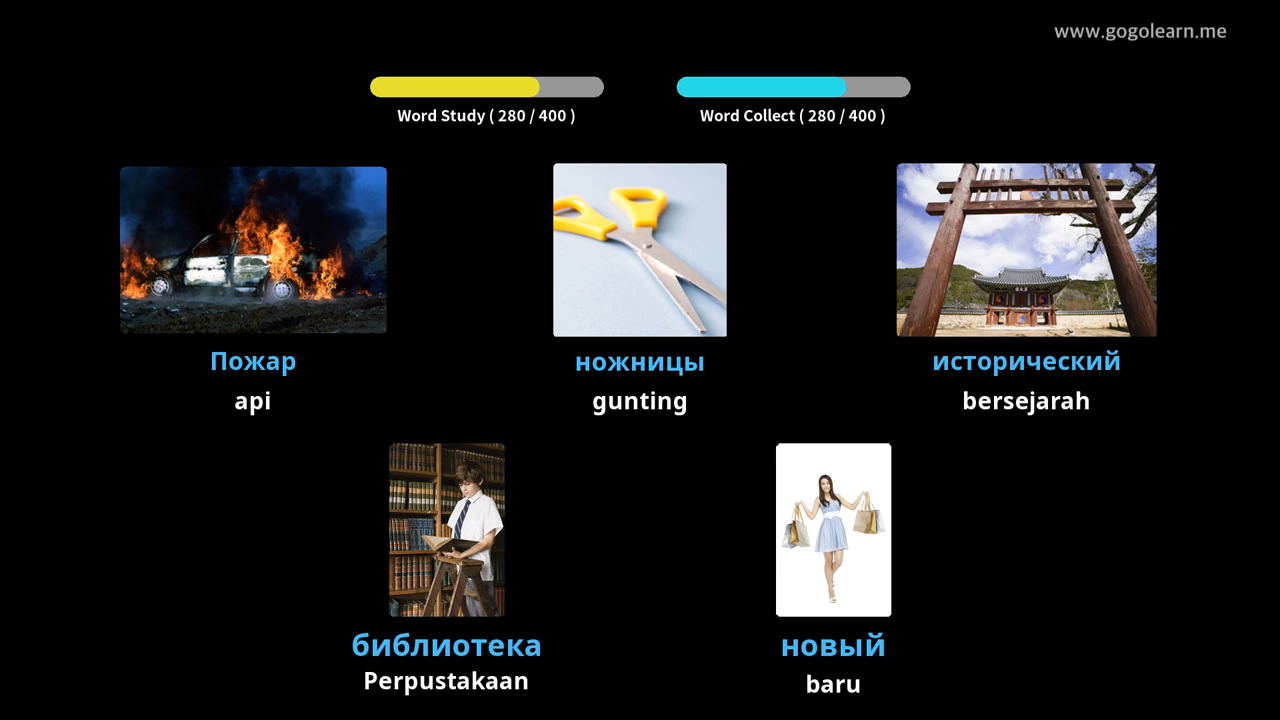 www.gogolearn.me
Word Study ( 280 / 400 )
Word Collect ( 280 / 400 )
Пожар
api
ножницы
gunting
исторический
bersejarah
библиотека
Perpustakaan
новый
baru